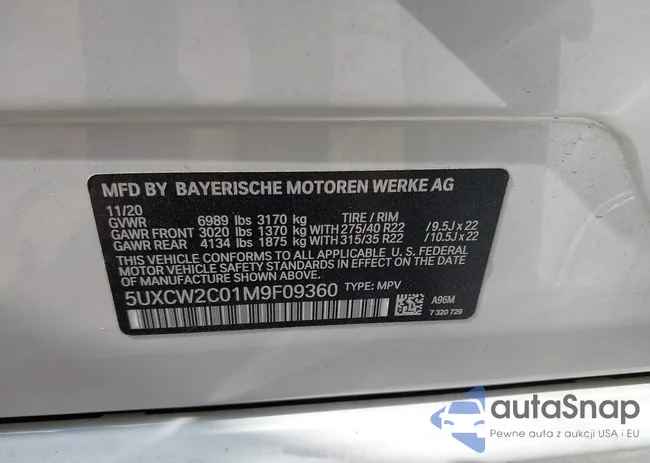 MFD BY BAYERISCHE MOTOREN WERKE AG
11/20
GVWR 6989 lbs 3170 kg TIRE / RIM
GAWR FRONT 3020 lbs 1370 kg WITH 275/40 R22 / 9.5J x 22
GAWR REAR 4134 lbs 1875 kg WITH 315/35 R22 / 10.5J x 22
THIS VEHICLE CONFORMS TO ALL APPLICABLE U. S. FEDERAL
MOTOR VEHICLE SAFETY STANDARDS IN EFFECT ON THE
DATE OF MANUFACTURE SHOWN ABOVE.
5UXCW2C01M9F09360 TYPE: MPV
A96M
7 320 729
autaSnap
Pewne auta z aukcji USA i EU